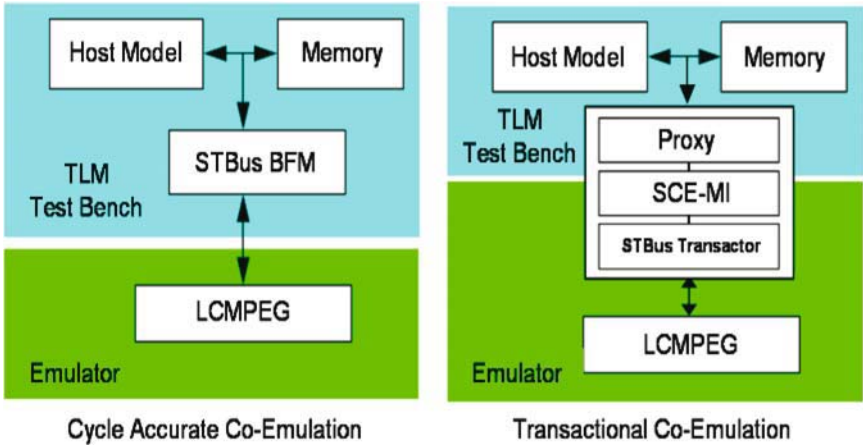 Host Model
Memory
STBus BFM
TLM
Test Bench
LCMPEG
Emulator
Cycle Accurate Co-Emulation
Host Model
Memory
TLM
Test Bench
Proxy
SCE-MI
STBus Transactor
LCMPEG
Emulator
Transactional Co-Emulation